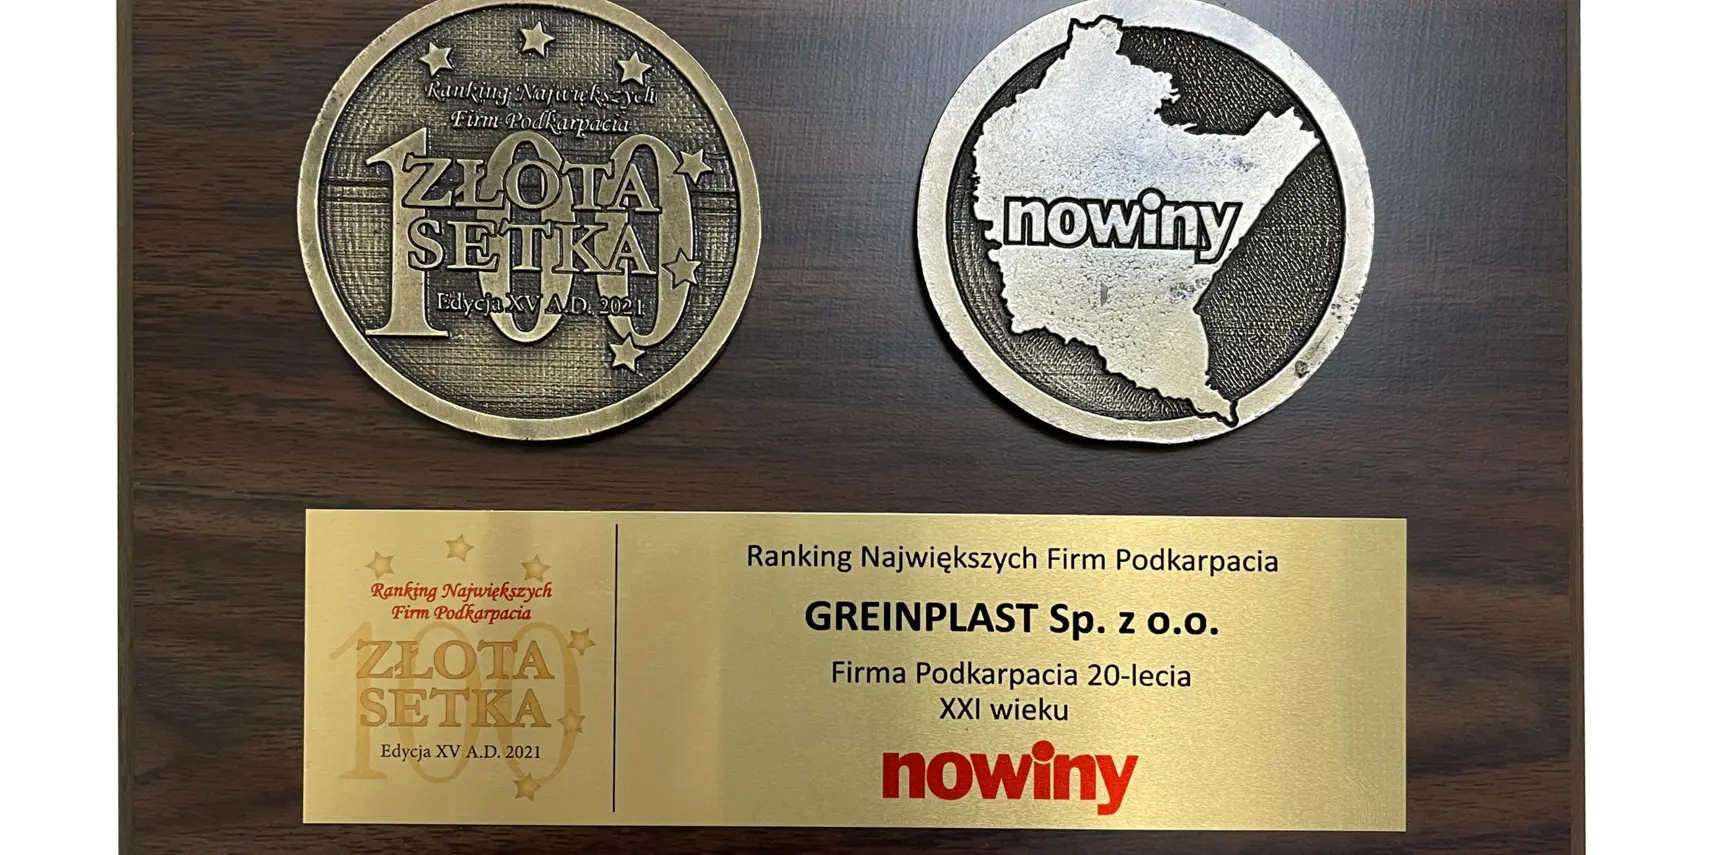 Ranking Największych
Firm Podkarpacia
100
ZŁOTA
SETKA
Edycja XV A.D. 2021
nowiny
Ranking Największych
Firm Podkarpacia
100
ZŁOTA
SETKA
Edycja XV A.D. 2021
Ranking Największych Firm Podkarpacia
GREINPLAST Sp. z o.o.
Firma Podkarpacia 20-lecia
XXI wieku
nowiny